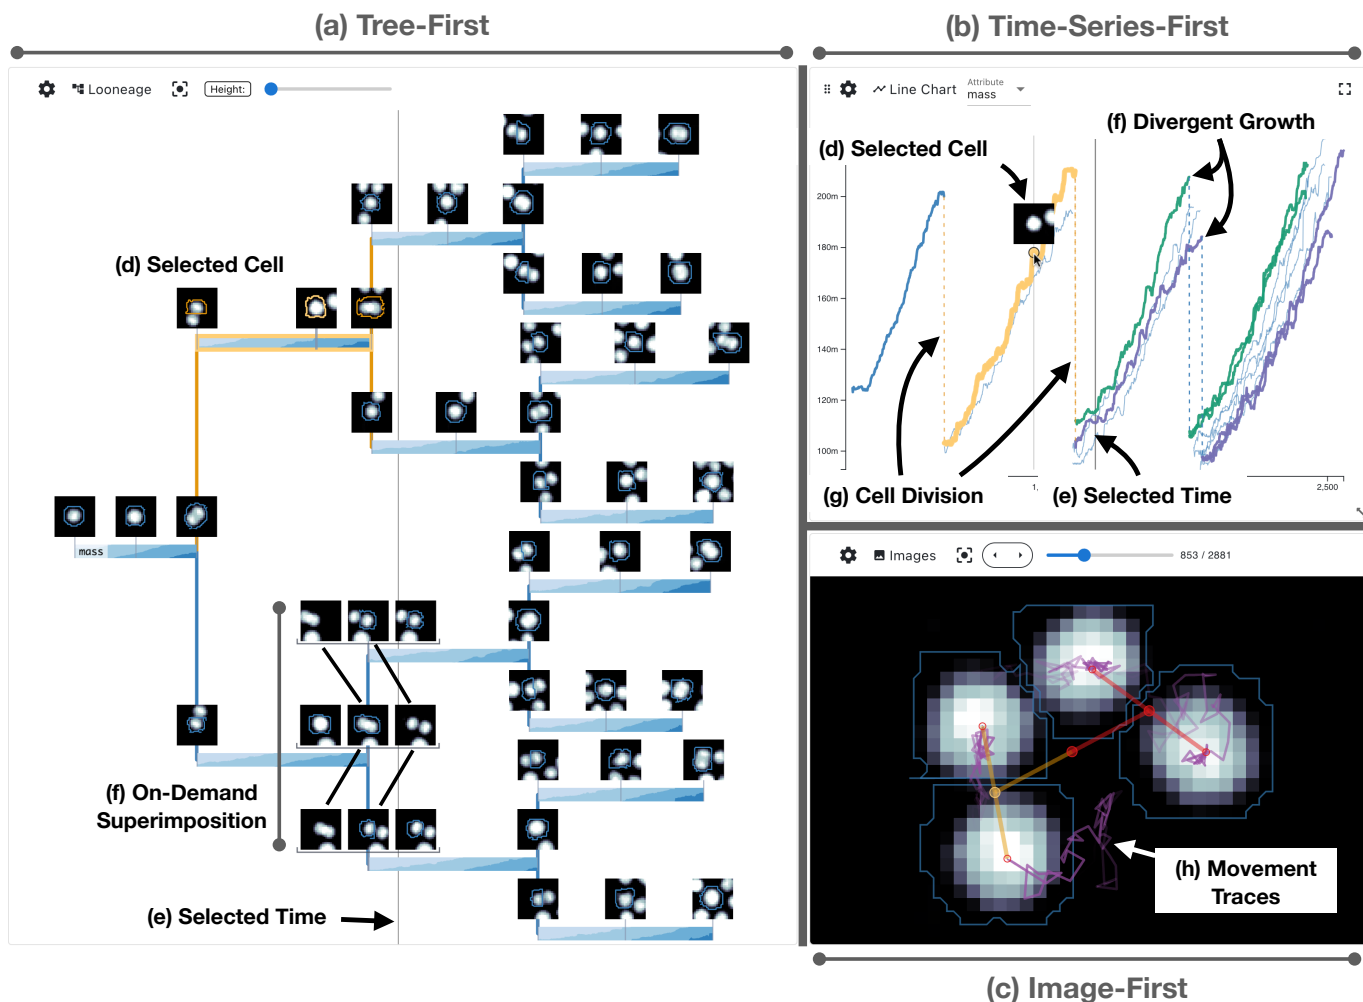 (a) Tree-First
(b) Time-Series-First
Looneage
Height:
Line Chart
Attribute
mass
(f) Divergent Growth
(d) Selected Cell
200m
180m
160m
140m
120m
100m
(g) Cell Division
1,
(e) Selected Time
2,500
(d) Selected Cell
mass
(f) On-Demand
Superimposition
(e) Selected Time
Images
853 / 2881
(h) Movement
Traces
(c) Image-First